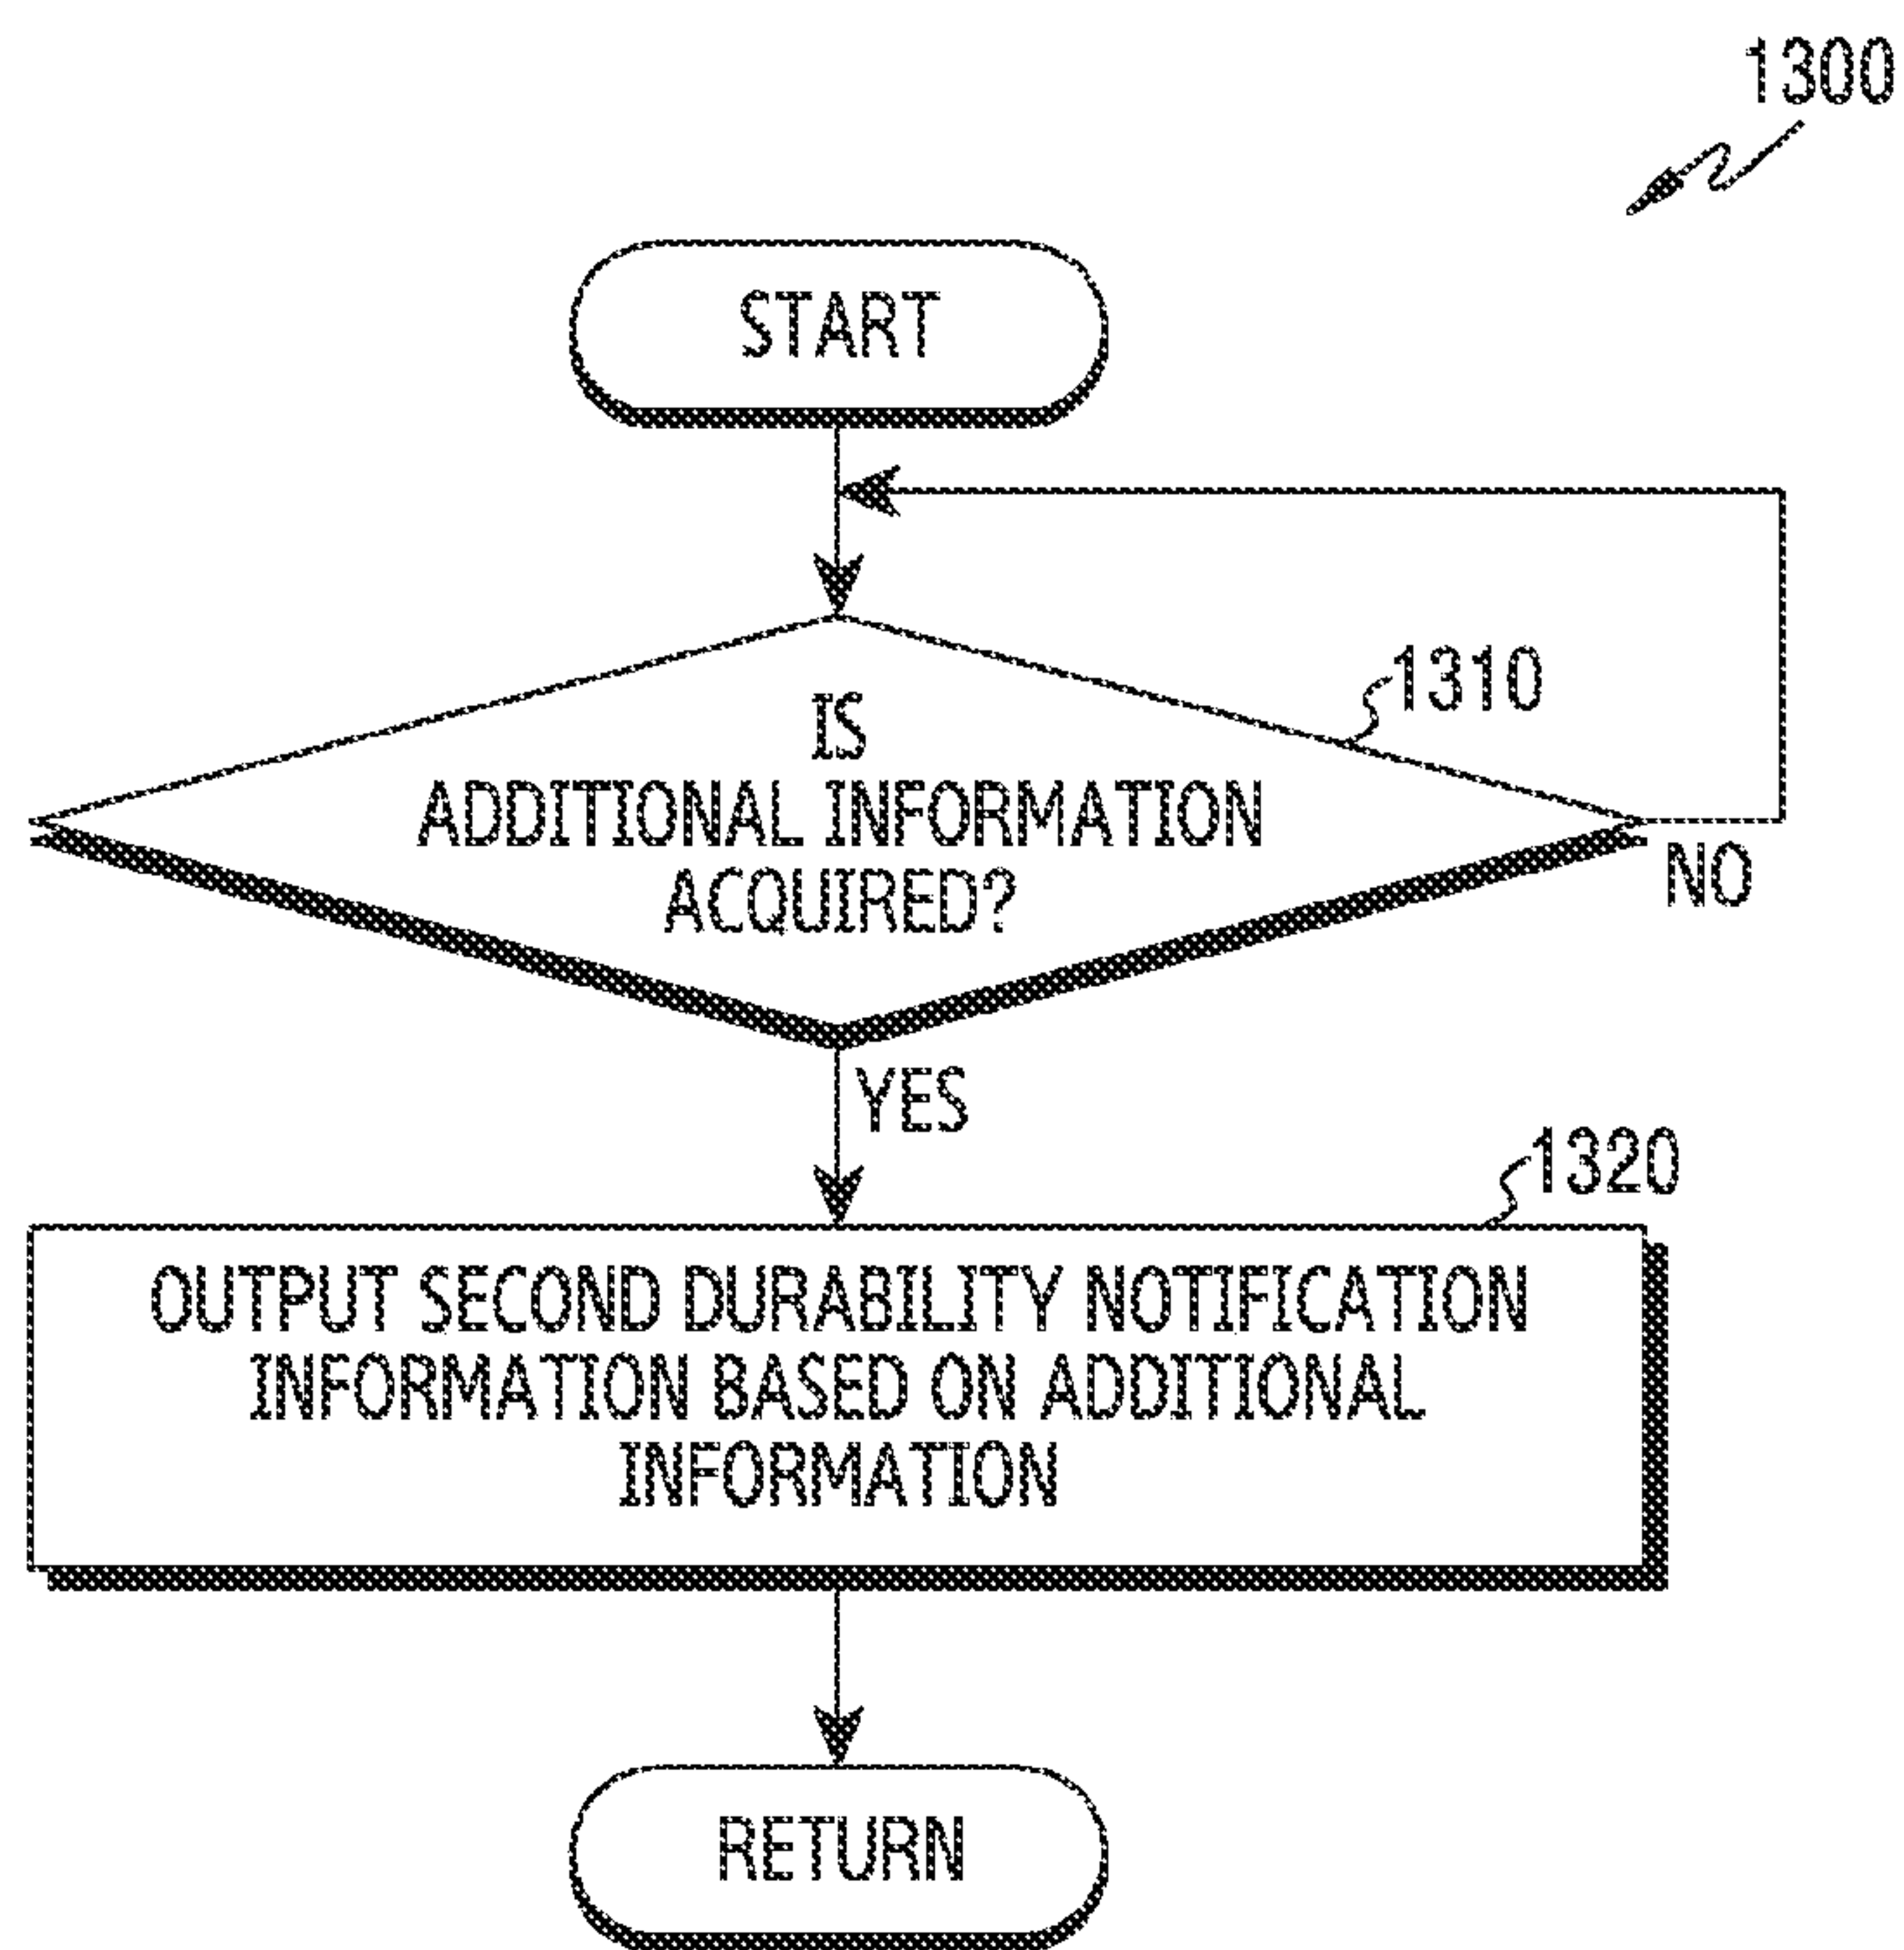 1300
START
1310
IS
ADDITIONAL INFORMATION
ACQUIRED?
NO
YES
1320
OUTPUT SECOND DURABILITY NOTIFICATION
INFORMATION BASED ON ADDITIONAL
INFORMATION
RETURN